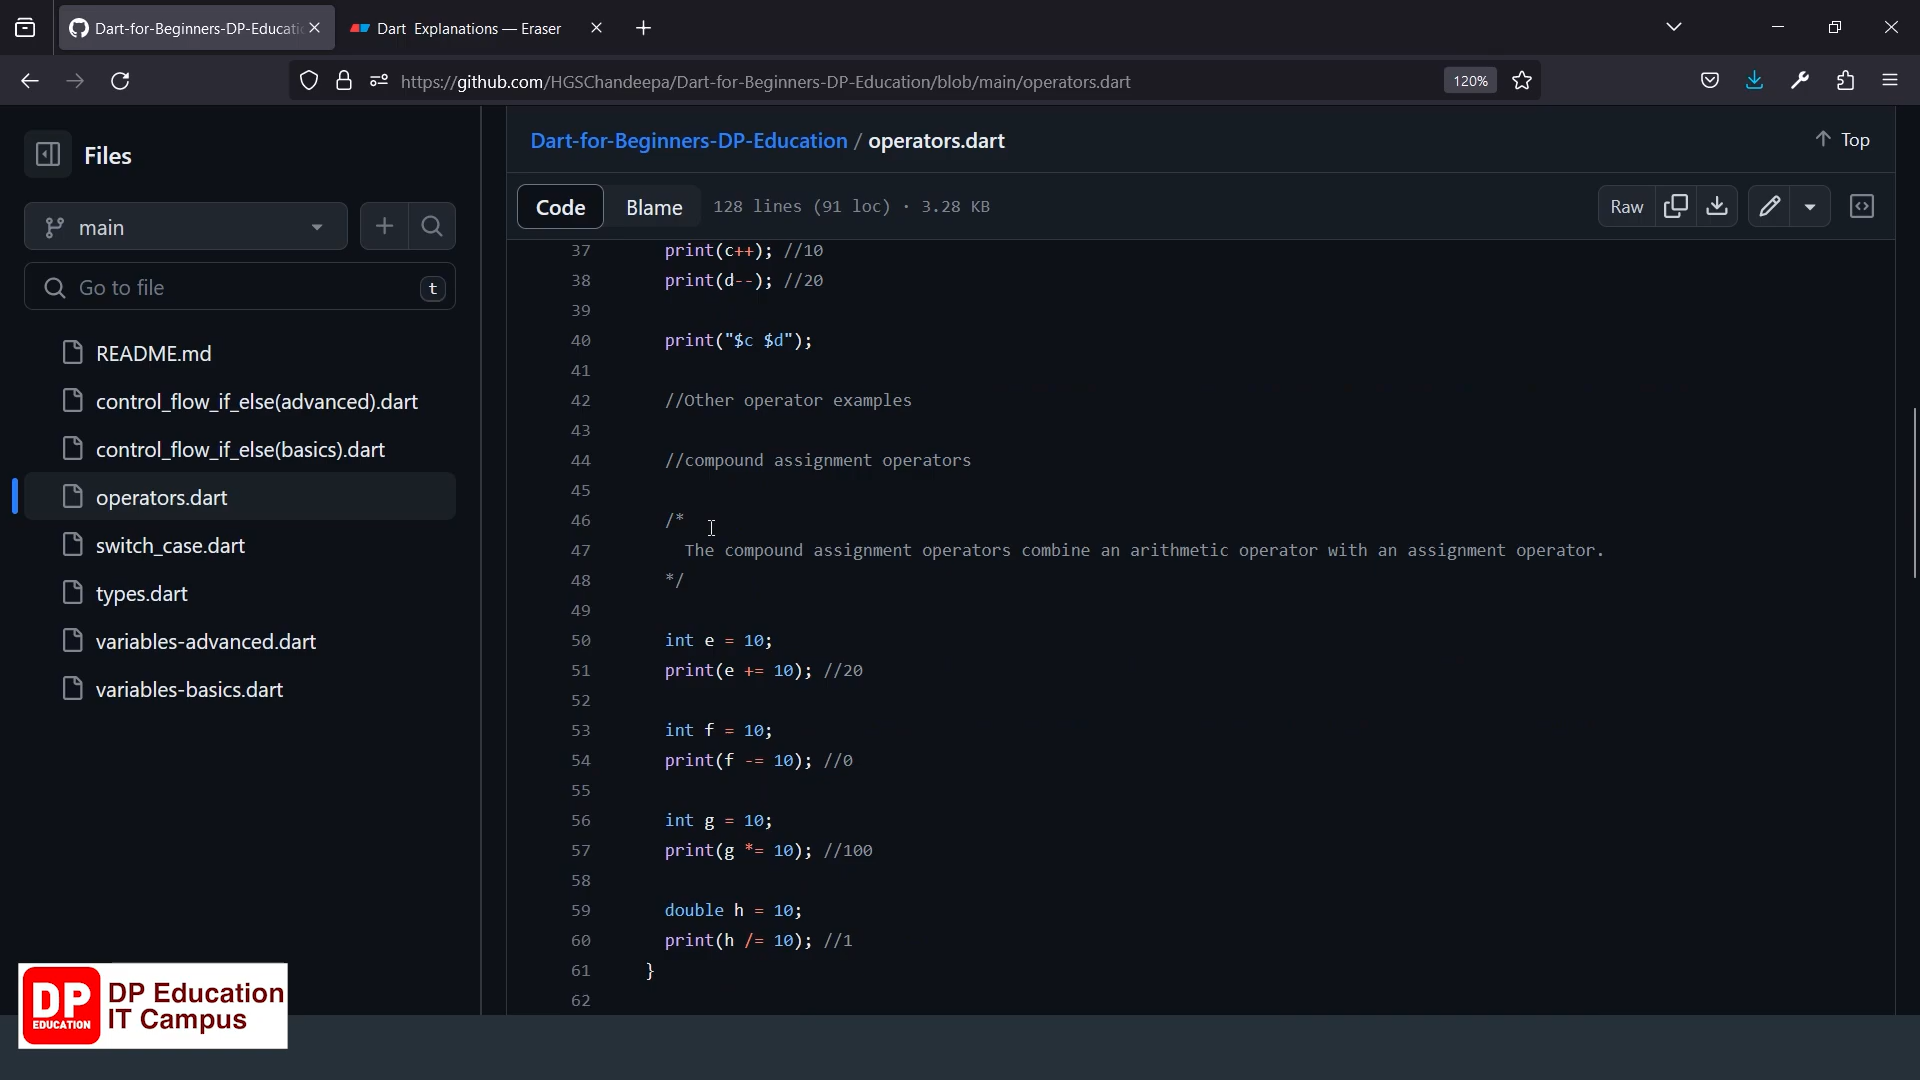 Dart-for-Beginners-DP-Educati
Dart Explanations — Eraser
https://github.com/HGSChandeepa/Dart-for-Beginners-DP-Education/blob/main/operators.dart
120%
Files
main
Go to file
t
README.md
control_flow_if_else(advanced).dart
control_flow_if_else(basics).dart
operators.dart
switch_case.dart
types.dart
variables-advanced.dart
variables-basics.dart
Dart-for-Beginners-DP-Education / operators.dart
Top
Code Blame 128 lines (91 loc) · 3.28 KB
Raw
37 print(c++); //10
38 print(d--); //20
39
40 print("$c $d");
41
42 //Other operator examples
43
44 //compound assignment operators
45
46 /*
47 The compound assignment operators combine an arithmetic operator with an assignment operator.
48 */
49
50 int e = 10;
51 print(e += 10); //20
52
53 int f = 10;
54 print(f -= 10); //0
55
56 int g = 10;
57 print(g *= 10); //100
58
59 double h = 10;
60 print(h /= 10); //1
61 }
62
DP
EDUCATION
DP Education
IT Campus